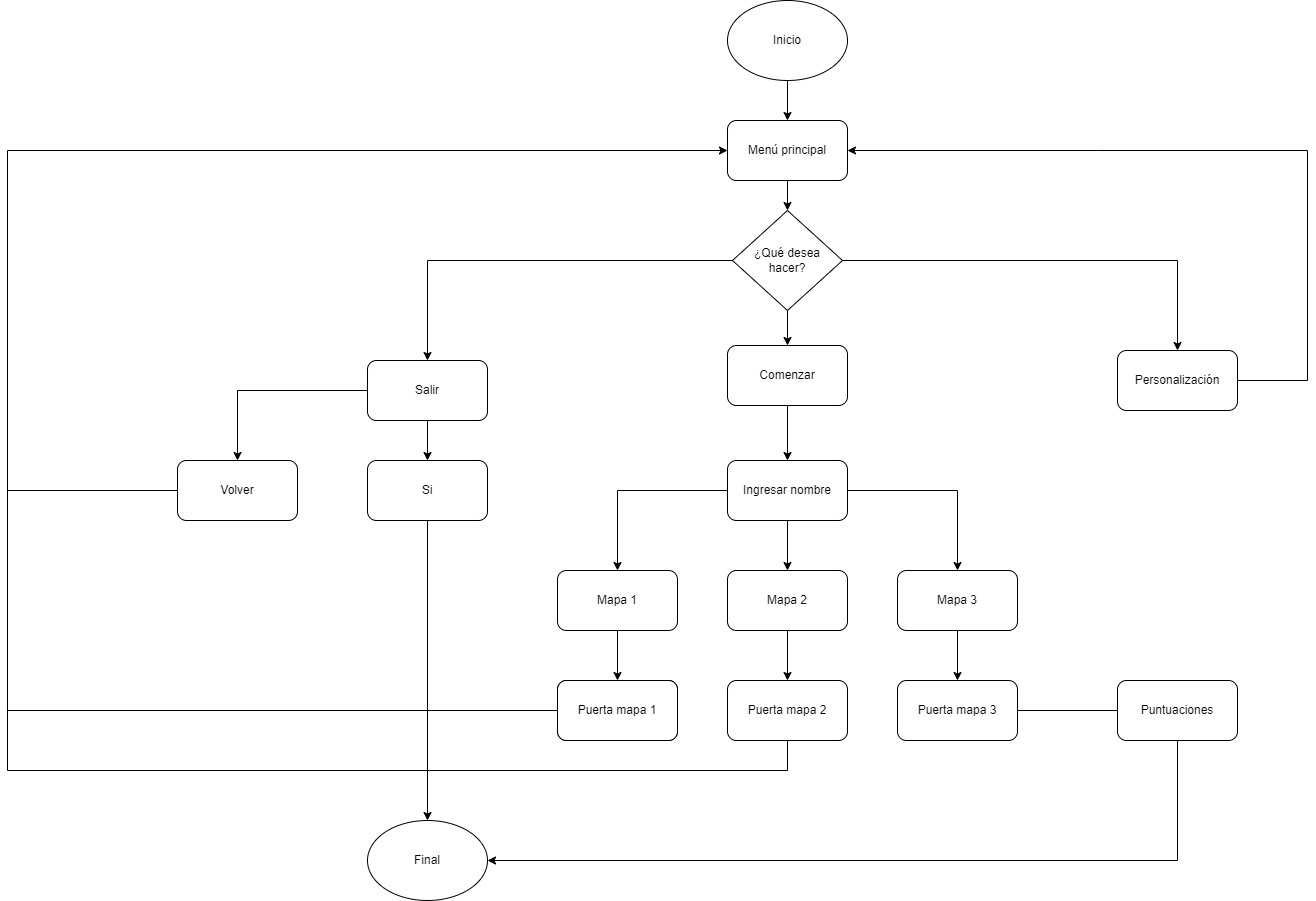 Inicio
Menú principal
¿Qué desea
hacer?
Salir
Comenzar
Personalización
Volver
Si
Ingresar nombre
Mapa 1
Mapa 2
Mapa 3
Puerta mapa 1
Puerta mapa 2
Puerta mapa 3
Puntuaciones
Final